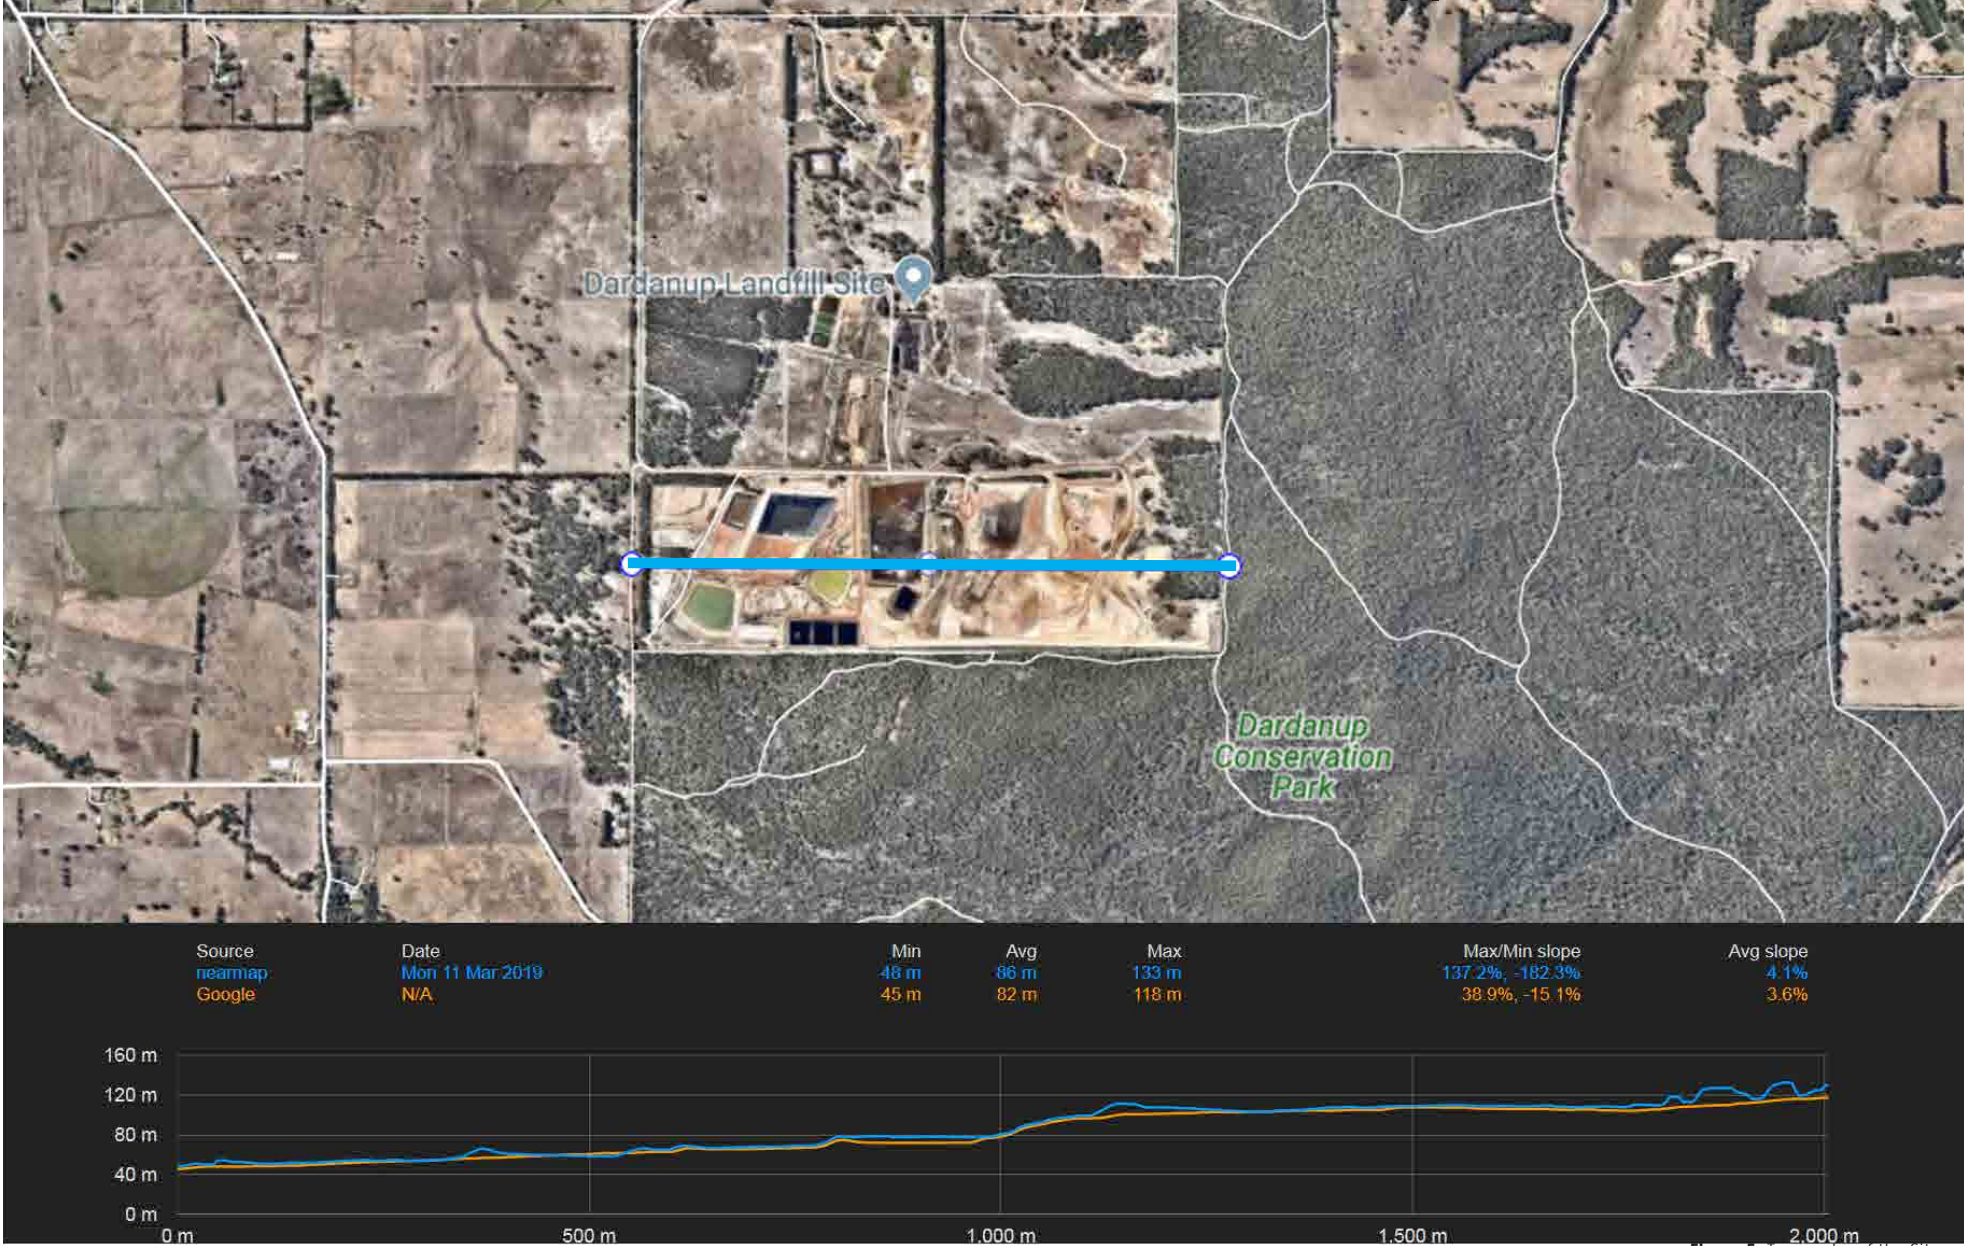 Dardanup Landfill Site
Dardanup
Conservation
Park
Source Date Min Avg Max Max/Min slope Avg slope
nearmap Mon 11 Mar 2019 48 m 86 m 133 m 137.2%, -182.3% 4.1%
Google N/A 45 m 82 m 118 m 38.9%, -15.1% 3.6%
160 m
120 m
80 m
40 m
0 m
0 m 500 m 1,000 m 1,500 m 2,000 m